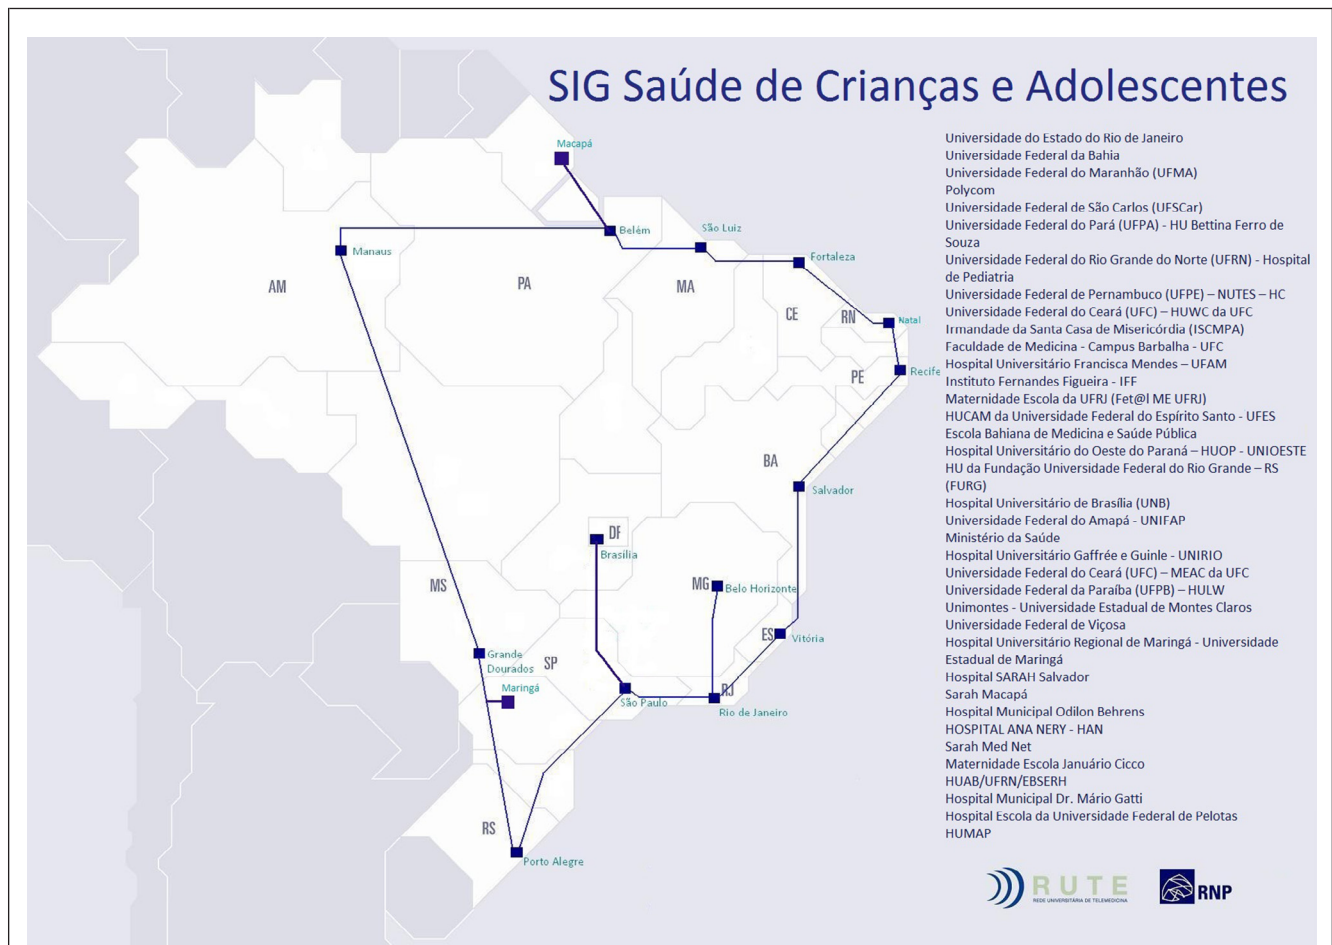 SIG Saúde de Crianças e Adolescentes
Universidade do Estado do Rio de Janeiro
Universidade Federal da Bahia
Universidade Federal do Maranhão (UFMA)
Polycom
Universidade Federal de São Carlos (UFSCar)
Universidade Federal do Pará (UFPA) - HU Bettina Ferro de
Souza
Universidade Federal do Rio Grande do Norte (UFRN) - Hospital
de Pediatria
Universidade Federal de Pernambuco (UFPE) – NUTES – HC
Universidade Federal do Ceará (UFC) – HUWC da UFC
Irmandade da Santa Casa de Misericórdia (ISCMPA)
Faculdade de Medicina - Campus Barbalha - UFC
Hospital Universitário Francisca Mendes – UFAM
Instituto Fernandes Figueira - IFF
Maternidade Escola da UFRJ (Fet@l ME UFRJ)
HUCAM da Universidade Federal do Espírito Santo - UFES
Escola Bahiana de Medicina e Saúde Pública
Hospital Universitário do Oeste do Paraná – HUOP - UNIOESTE
HU da Fundação Universidade Federal do Rio Grande – RS
(FURG)
Hospital Universitário de Brasília (UNB)
Universidade Federal do Amapá - UNIFAP
Ministério da Saúde
Hospital Universitário Gaffrée e Guinle - UNIRIO
Universidade Federal do Ceará (UFC) – MEAC da UFC
Universidade Federal da Paraíba (UFPB) – HULW
Unimontes - Universidade Estadual de Montes Claros
Universidade Federal de Viçosa
Hospital Universitário Regional de Maringá - Universidade
Estadual de Maringá
Hospital SARAH Salvador
Sarah Macapá
Hospital Municipal Odilon Behrens
HOSPITAL ANA NERY - HAN
Sarah Med Net
Maternidade Escola Januário Cicco
HUAB/UFRN/EBSERH
Hospital Municipal Dr. Mário Gatti
Hospital Escola da Universidade Federal de Pelotas
HUMAP
Macapá
Belém
São Luiz
Manaus
Fortaleza
AM
PA
MA
CE
RN
Natal
PE
Recife
BA
Salvador
DF
Brasília
MS
MG
Belo Horizonte
ES
Vitória
Grande
Dourados
SP
Maringá
São Paulo
RJ
Rio de Janeiro
RS
Porto Alegre
RUTE
REDE UNIVERSITÁRIA DE TELEMEDICINA
RNP